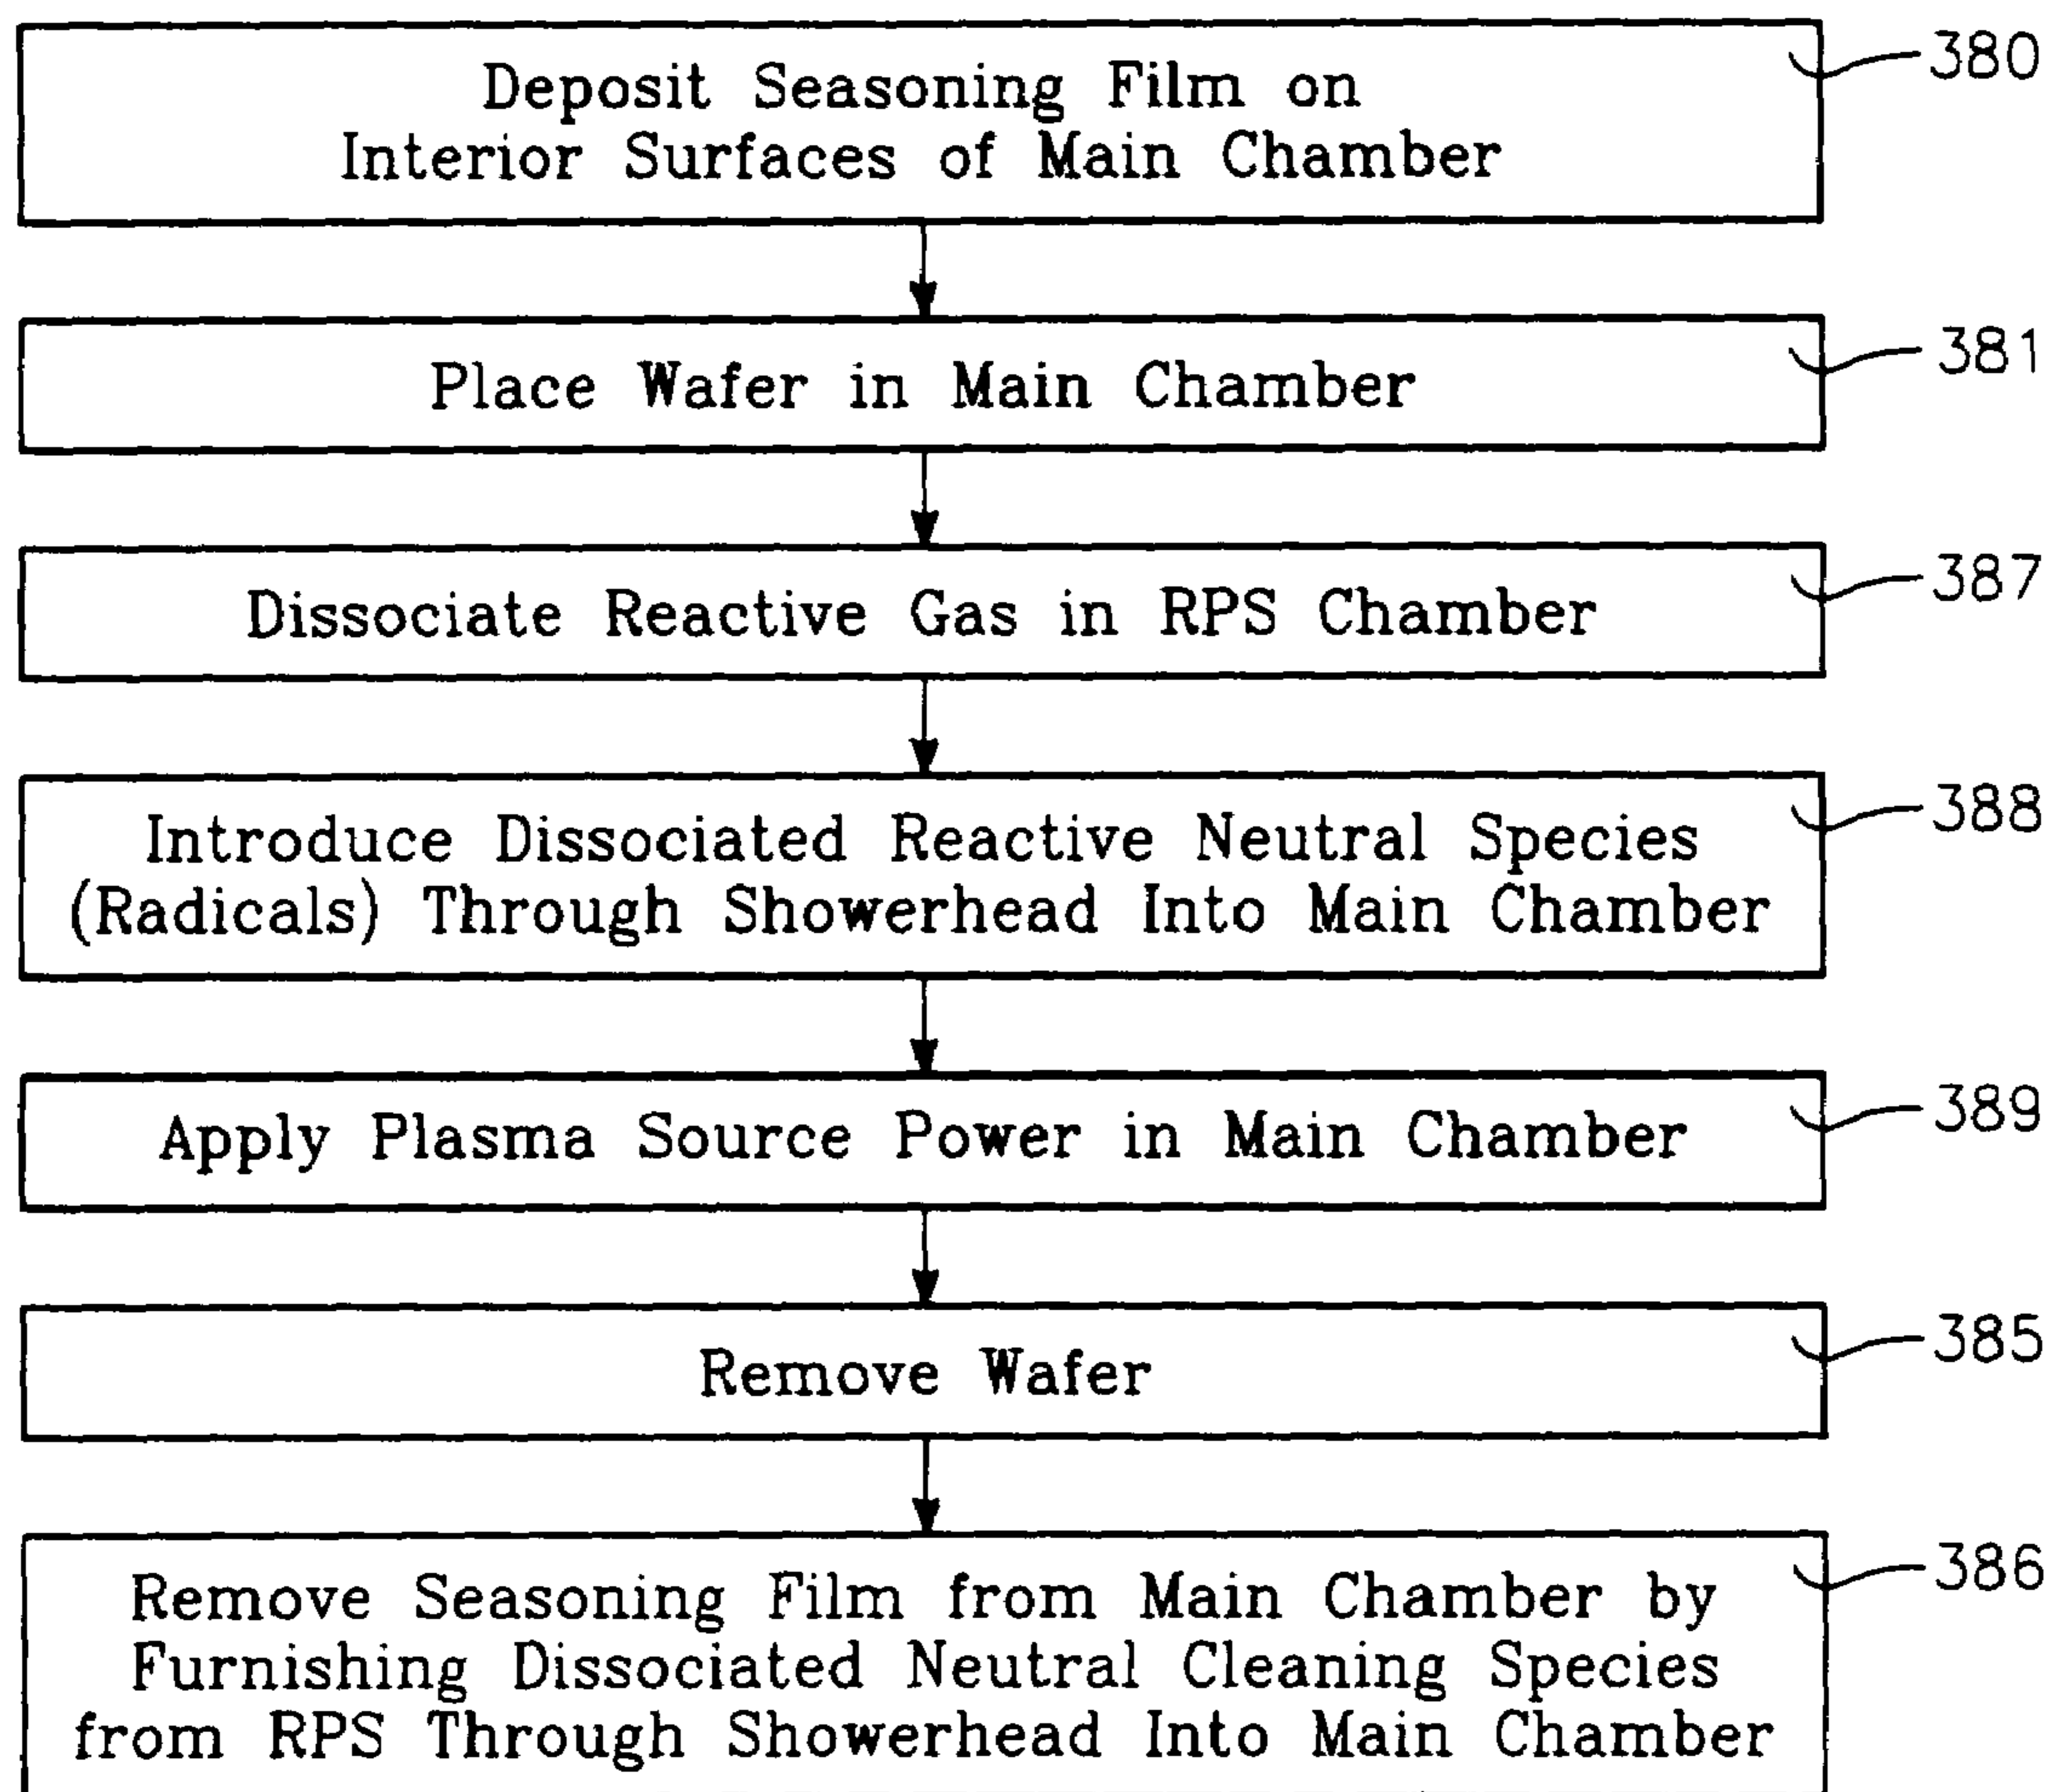 Deposit Seasoning Film on
Interior Surfaces of Main Chamber
380
Place Wafer in Main Chamber
381
Dissociate Reactive Gas in RPS Chamber
387
Introduce Dissociated Reactive Neutral Species
(Radicals) Through Showerhead Into Main Chamber
388
Apply Plasma Source Power in Main Chamber
389
Remove Wafer
385
Remove Seasoning Film from Main Chamber by
Furnishing Dissociated Neutral Cleaning Species
from RPS Through Showerhead Into Main Chamber
386